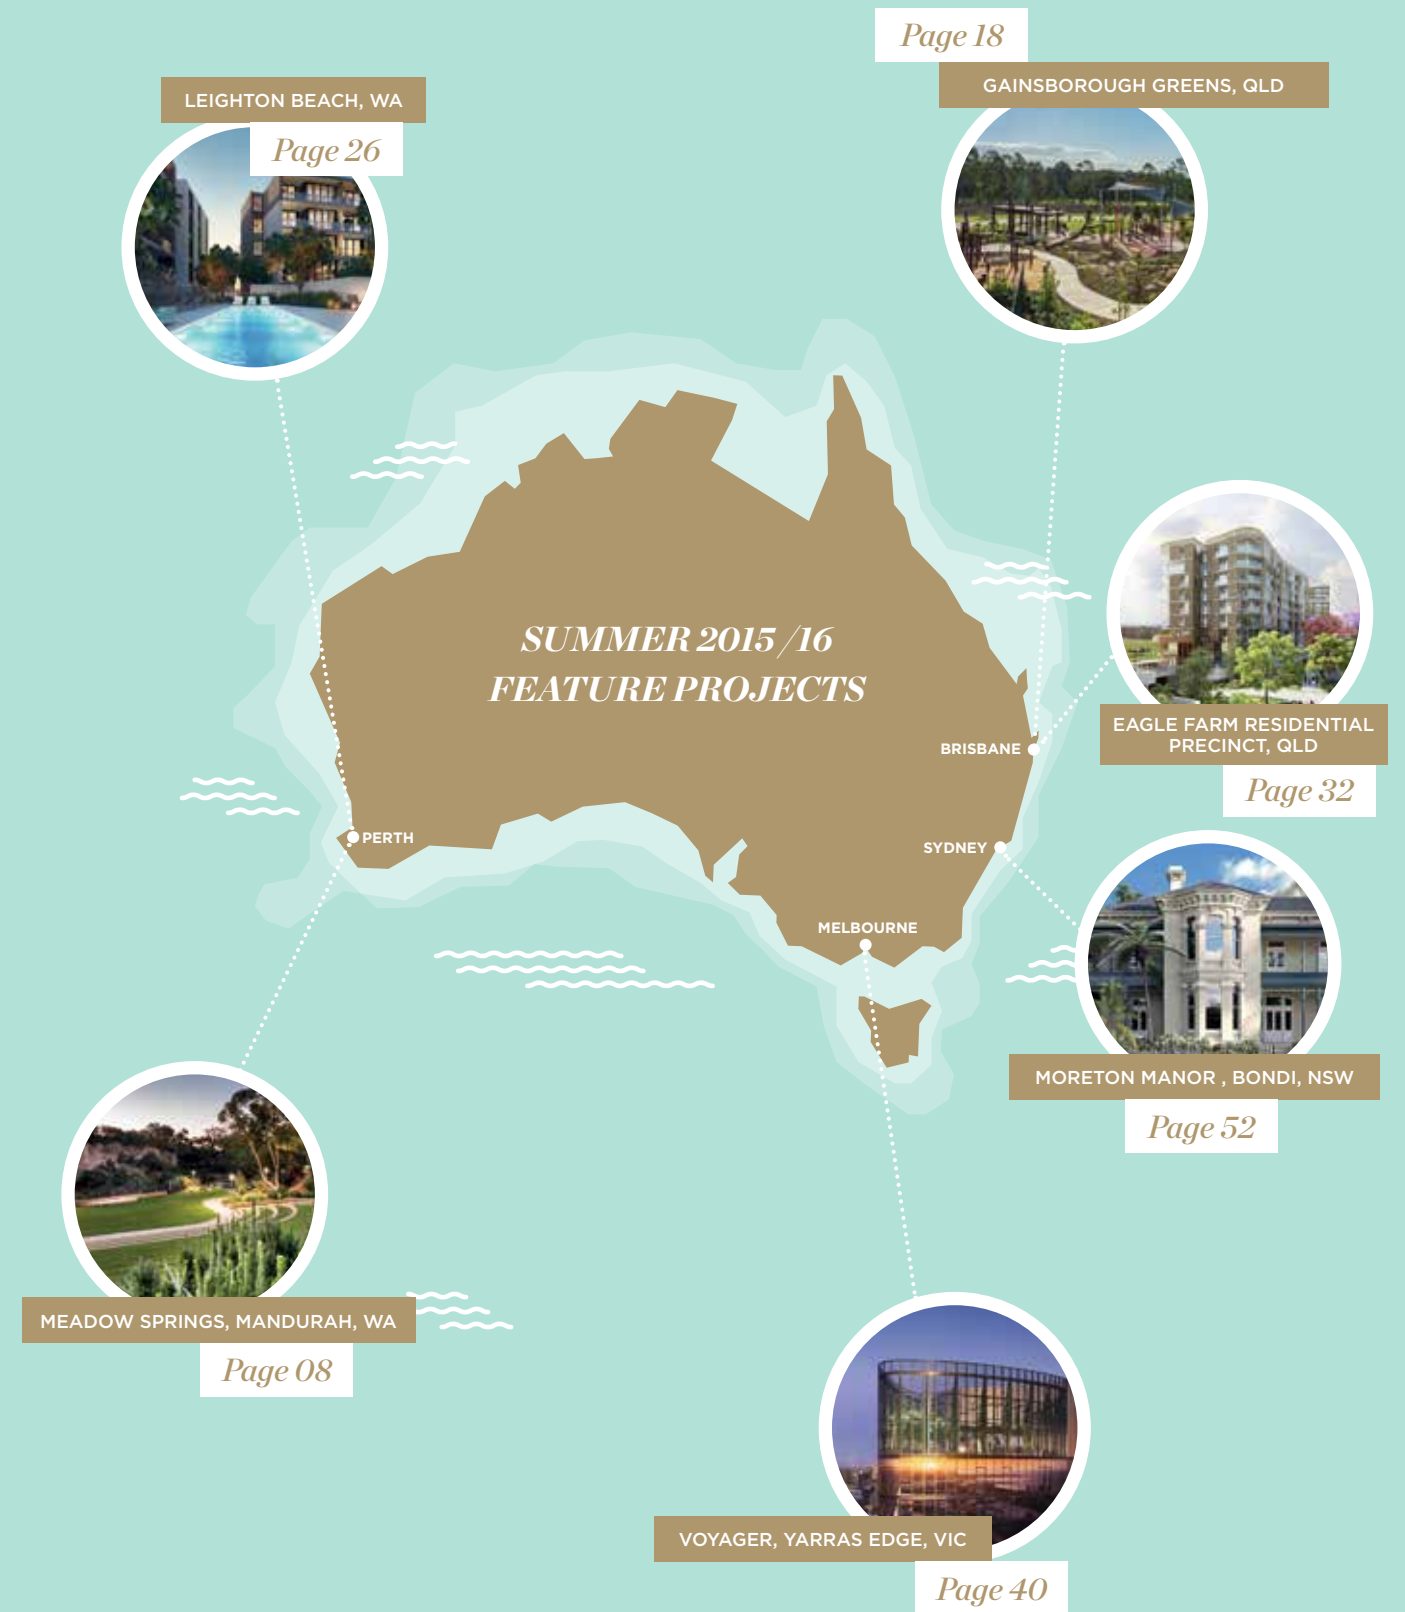 Page 18
GAINSBOROUGH GREENS, QLD
LEIGHTON BEACH, WA
Page 26
SUMMER 2015 /16
FEATURE PROJECTS
BRISBANE
EAGLE FARM RESIDENTIAL
PRECINCT, QLD
Page 32
PERTH
SYDNEY
MELBOURNE
MORETON MANOR , BONDI, NSW
Page 52
MEADOW SPRINGS, MANDURAH, WA
Page 08
VOYAGER, YARRAS EDGE, VIC
Page 40